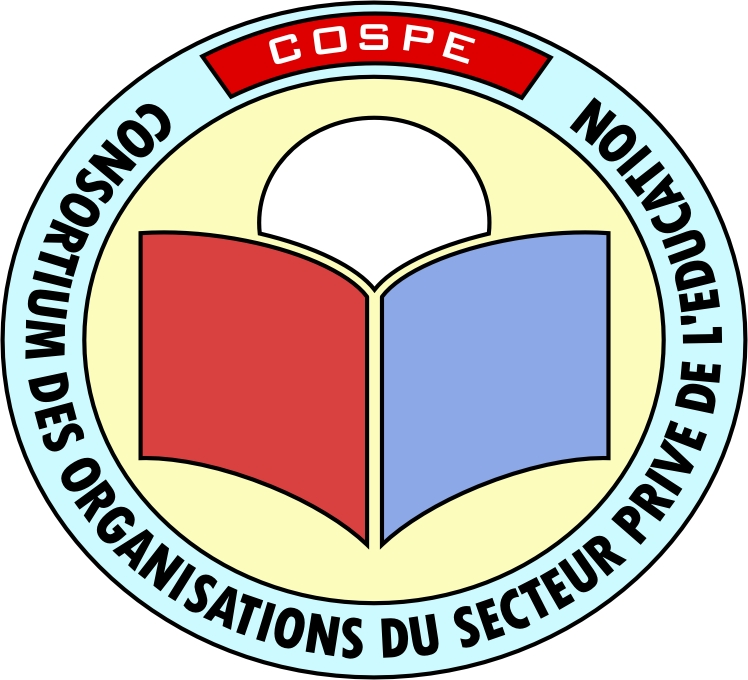 COSPE
CONSORTIUM DES ORGANISATIONS DU SECTEUR PRIVE DE L'EDUCATION